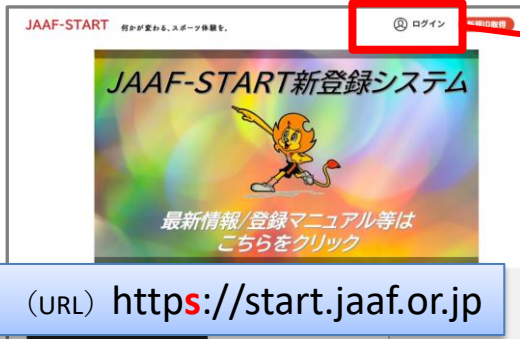 JAAF-START 何かが変わる、スポーツ体験を。 ログイン 新規ID取得
JAAF-START新登録システム
最新情報/登録マニュアル等は
こちらをクリック
（URL）https://start.jaaf.or.jp